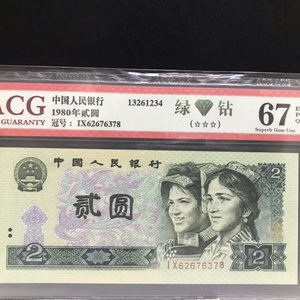 ACG
GUARANTY
中国人民银行
1980年贰圆
冠号：IX62676378
13261234
绿 钻
(☆☆☆)
67
Superb Gem Unc
中国人民银行
2
贰圆
2
2
IX62676378